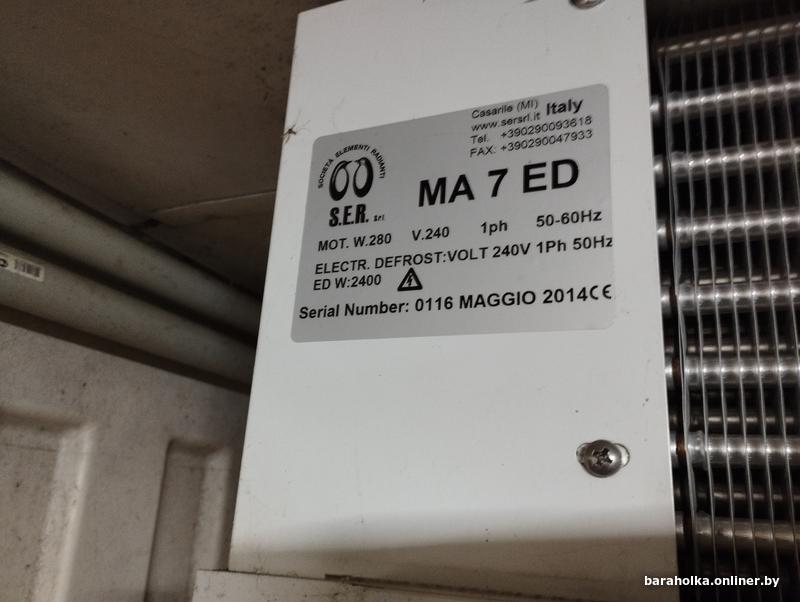 Casarile (MI) Italy
www.sersrl.it
Tel. +390290093618
FAX: +390290047933
SOCIETÀ ELEMENTI RADIANTI
S.E.R. srl
MA 7 ED
MOT. W.280 V.240 1ph 50-60Hz
ELECTR. DEFROST:VOLT 240V 1Ph 50Hz
ED W:2400
Serial Number: 0116 MAGGIO 2014 CE
baraholka.onliner.by